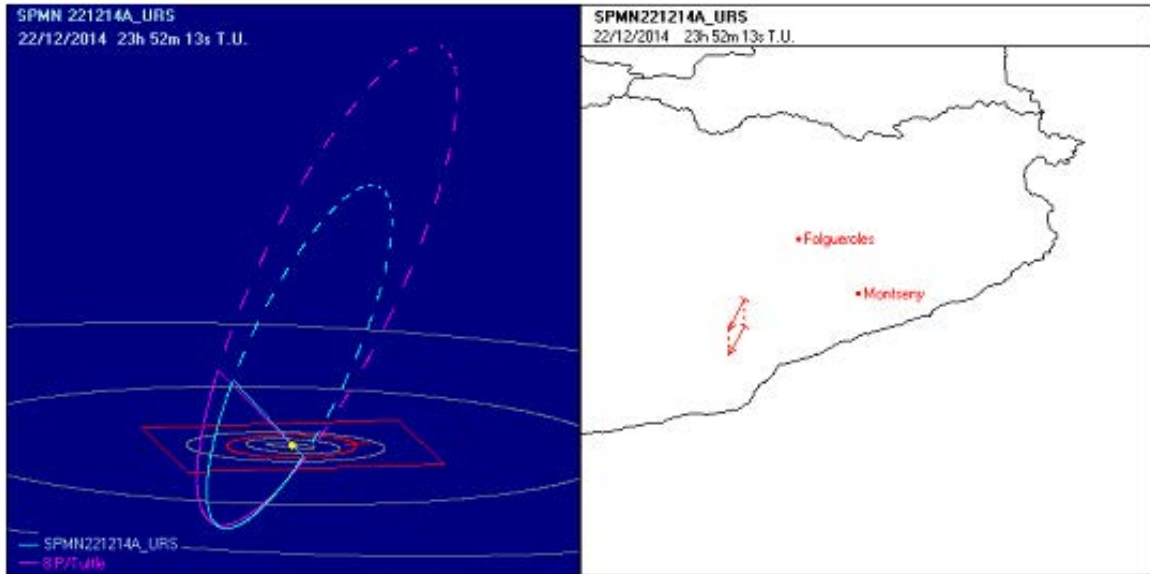 SPMN 221214A_URS
22/12/2014 23h 52m 13s T.U.
SPMN221214A_URS
8P/Tuttle
SPMN221214A_URS
22/12/2014 23h 52m 13s T.U.
Folgueroles
Montseny